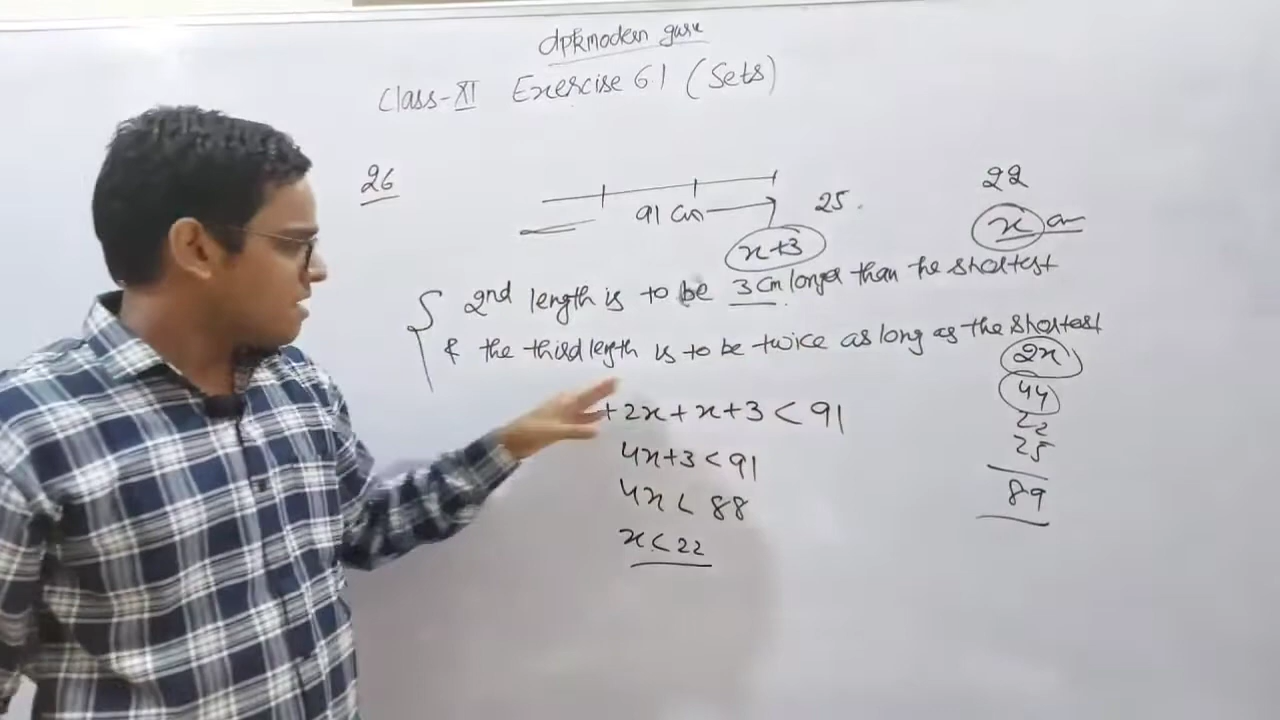 dpkmodern guru
Class-XI Exercise 6.1 (Sets)
26
91 Cm
25.
22
x cm
x+3
2nd length is to be 3 Cm longer than the shortest
& the third length is to be twice as long as the shortest
2x
+2x+x+3<91
44
22
4x+3<91
25
4x<88
89
x<22